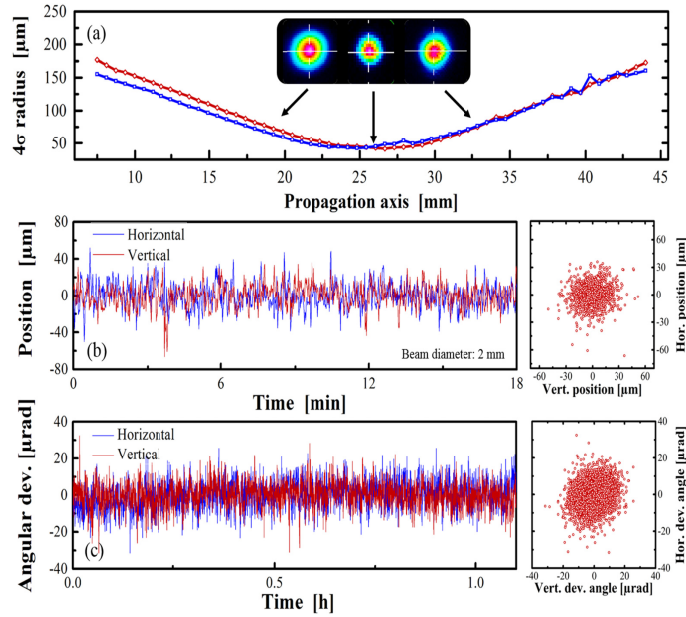 (a)
4σ radius [µm]
200
150
100
50
10 15 20 25 30 35 40 45
Propagation axis [mm]
(b)
Position [µm]
80
40
0
-40
-80
Horizontal
Vertical
Beam diameter: 2 mm
0 6 12 18
Time [min]
Hor. position [µm]
60
30
0
-30
-60
-60 -30 0 30 60
Vert. position [µm]
(c)
Angular dev. [µrad]
40
20
0
-20
-40
Horizontal
Vertica
0.0 0.5 1.0
Time [h]
Hor. dev. angle [µrad]
40
20
0
-20
-40
-40 -20 0 20 40
Vert. dev. angle [µrad]